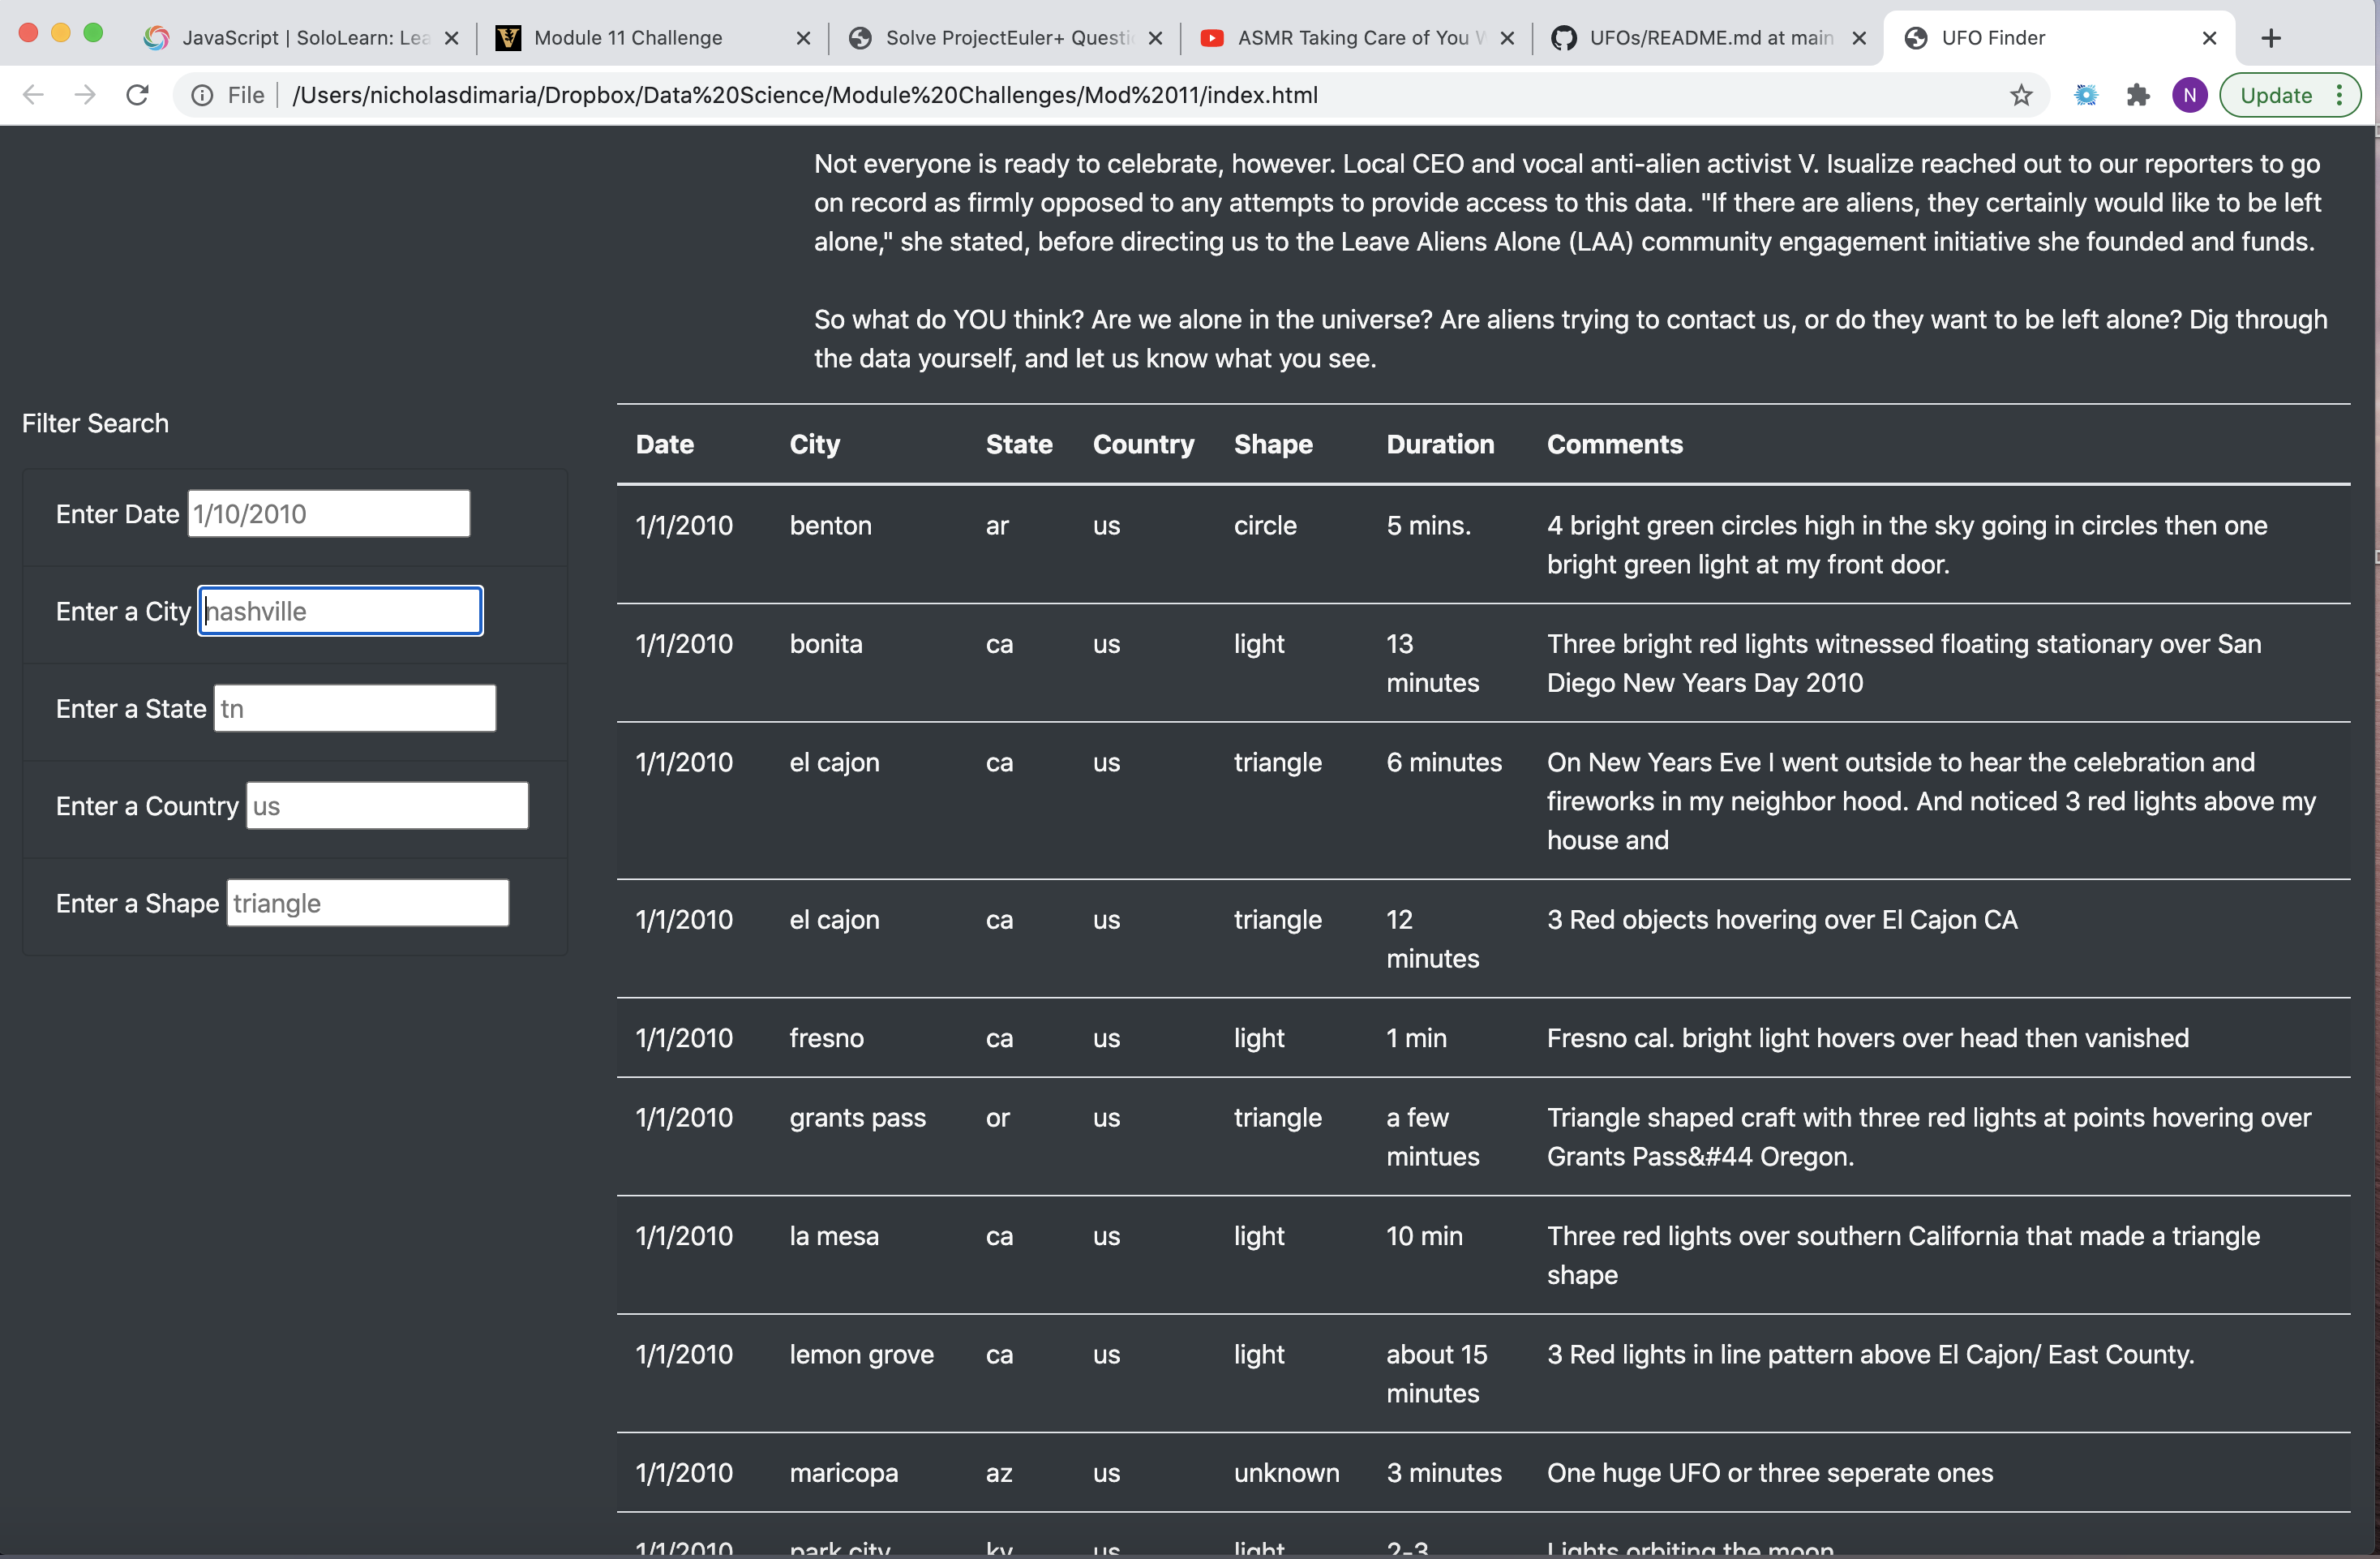 JavaScript | SoloLearn: Lea
Module 11 Challenge
Solve ProjectEuler+ Questi
ASMR Taking Care of You
UFOs/README.md at main
UFO Finder
File /Users/nicholasdimaria/Dropbox/Data%20Science/Module%20Challenges/Mod%2011/index.html
N
Update
Not everyone is ready to celebrate, however. Local CEO and vocal anti-alien activist V. Isualize reached out to our reporters to go
on record as firmly opposed to any attempts to provide access to this data. "If there are aliens, they certainly would like to be left
alone," she stated, before directing us to the Leave Aliens Alone (LAA) community engagement initiative she founded and funds.
So what do YOU think? Are we alone in the universe? Are aliens trying to contact us, or do they want to be left alone? Dig through
the data yourself, and let us know what you see.
Filter Search
Enter Date 1/10/2010
Enter a City nashville
Enter a State tn
Enter a Country us
Enter a Shape triangle
Date City State Country Shape Duration Comments
1/1/2010 benton ar us circle 5 mins. 4 bright green circles high in the sky going in circles then one
bright green light at my front door.
1/1/2010 bonita ca us light 13 Three bright red lights witnessed floating stationary over San
minutes Diego New Years Day 2010
1/1/2010 el cajon ca us triangle 6 minutes On New Years Eve I went outside to hear the celebration and
fireworks in my neighbor hood. And noticed 3 red lights above my
house and
1/1/2010 el cajon ca us triangle 12 3 Red objects hovering over El Cajon CA
minutes
1/1/2010 fresno ca us light 1 min Fresno cal. bright light hovers over head then vanished
1/1/2010 grants pass or us triangle a few Triangle shaped craft with three red lights at points hovering over
mintues Grants Pass&#44 Oregon.
1/1/2010 la mesa ca us light 10 min Three red lights over southern California that made a triangle
shape
1/1/2010 lemon grove ca us light about 15 3 Red lights in line pattern above El Cajon/ East County.
minutes
1/1/2010 maricopa az us unknown 3 minutes One huge UFO or three seperate ones
1/1/2010 park city ky us light 2-3 Lights orbiting the moon